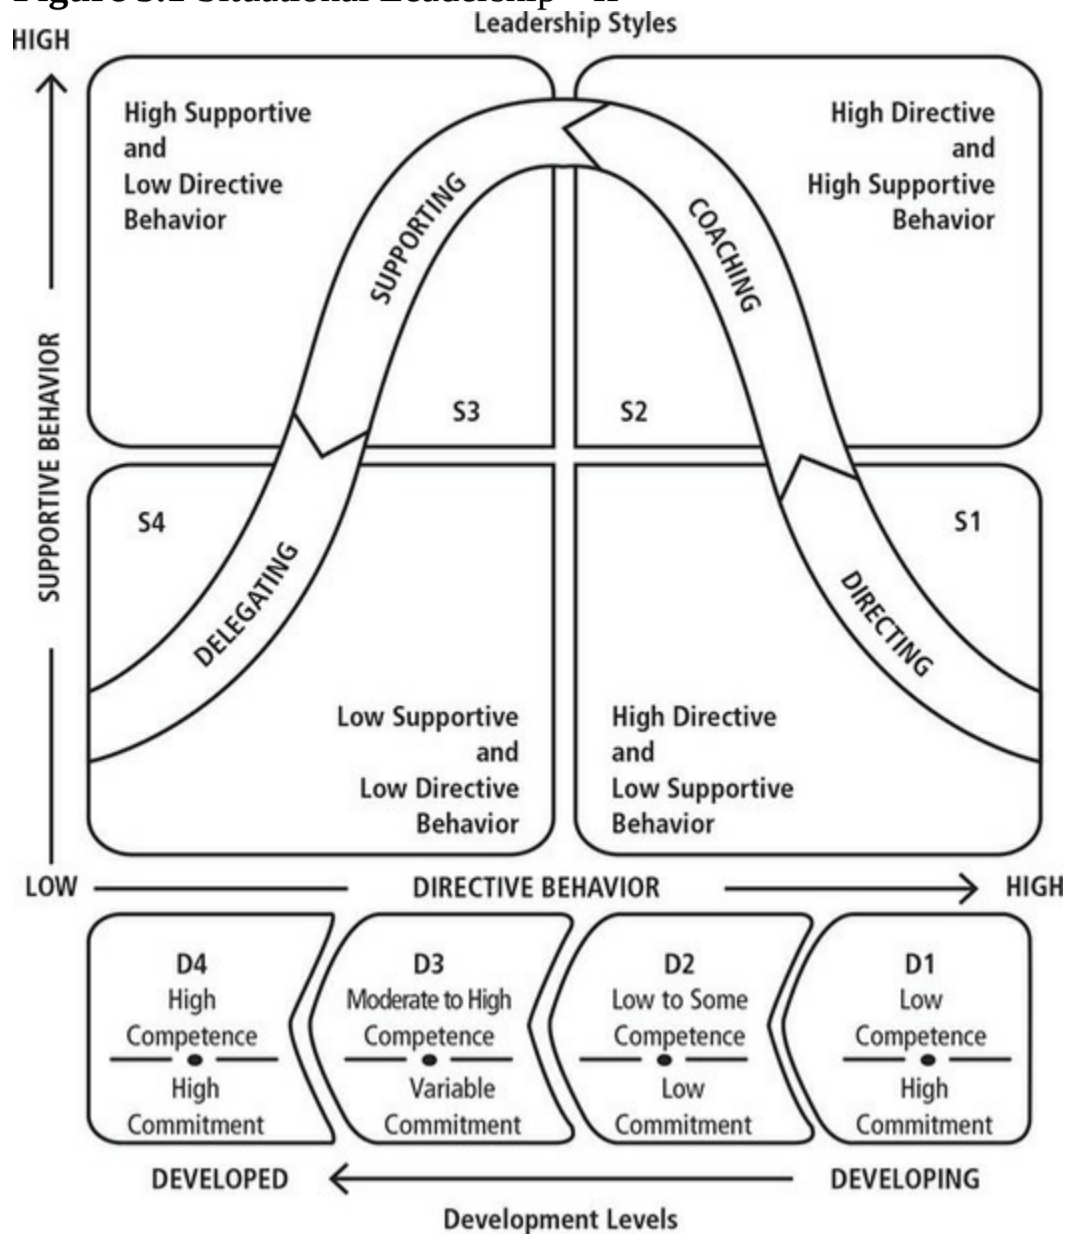 Leadership Styles
HIGH
High Supportive
and
Low Directive
Behavior
High Directive
and
High Supportive
Behavior
SUPPORTING
COACHING
S3
S2
SUPPORTIVE BEHAVIOR
S4
S1
DELEGATING
DIRECTING
Low Supportive
and
Low Directive
Behavior
High Directive
and
Low Supportive
Behavior
LOW
DIRECTIVE BEHAVIOR
HIGH
D4
High
Competence
High
Commitment
D3
Moderate to High
Competence
Variable
Commitment
D2
Low to Some
Competence
Low
Commitment
D1
Low
Competence
High
Commitment
DEVELOPED
DEVELOPING
Development Levels